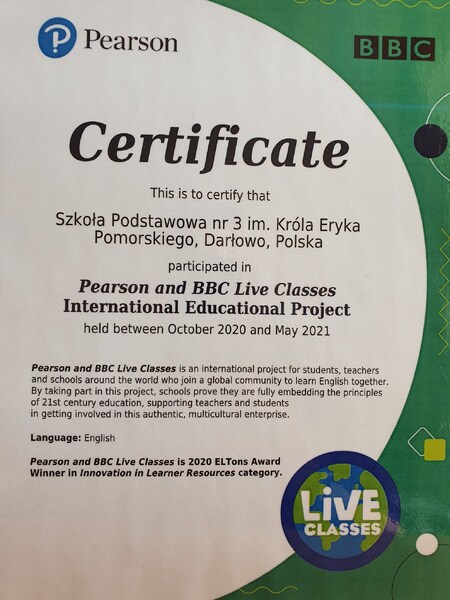 Pearson
BBC
Certificate
This is to certify that
Szkoła Podstawowa nr 3 im. Króla Eryka
Pomorskiego, Darłowo, Polska
participated in
Pearson and BBC Live Classes
International Educational Project
held between October 2020 and May 2021
Pearson and BBC Live Classes is an international project for students, teachers
and schools around the world who join a global community to learn English together.
By taking part in this project, schools prove they are fully embedding the principles
of 21st century education, supporting teachers and students
in getting involved in this authentic, multicultural enterprise.
Language: English
Pearson and BBC Live Classes is 2020 ELTons Award
Winner in Innovation in Learner Resources category.
LiVE
CLASSES